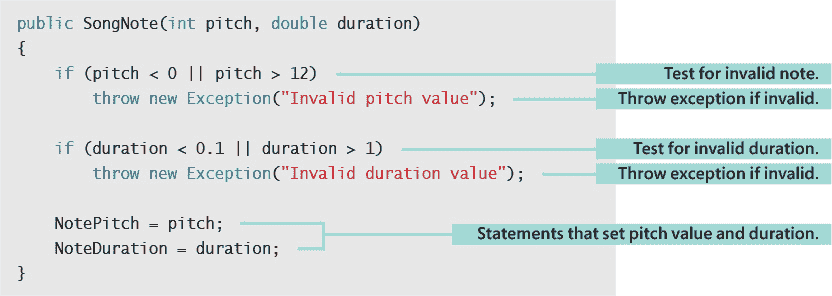 public SongNote(int pitch, double duration)
{
if (pitch < 0 || pitch > 12)
Test for invalid note.
throw new Exception("Invalid pitch value");
Throw exception if invalid.
if (duration < 0.1 || duration > 1)
Test for invalid duration.
throw new Exception("Invalid duration value");
Throw exception if invalid.
NotePitch = pitch;
NoteDuration = duration;
Statements that set pitch value and duration.
}